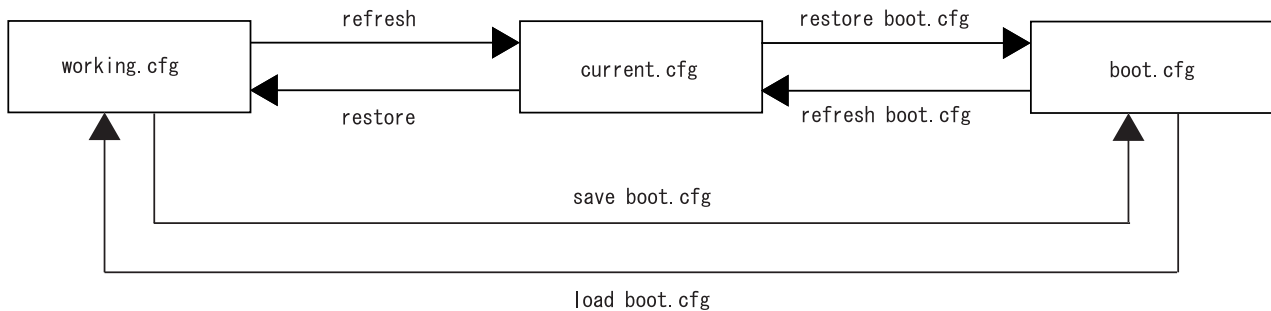 refresh
restore boot.cfg
working.cfg
current.cfg
boot.cfg
restore
refresh boot.cfg
save boot.cfg
load boot.cfg